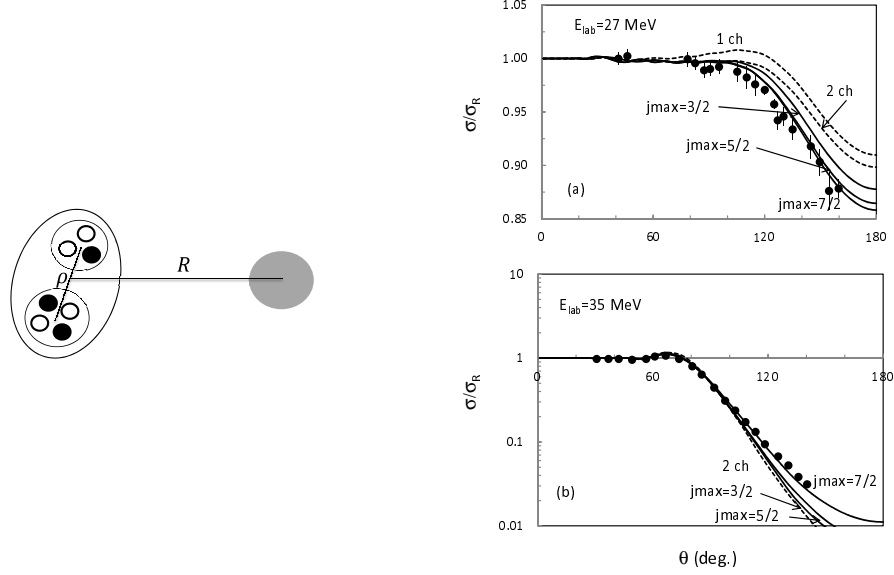 ρ
R
1.05
E_lab=27 MeV
1 ch
1.00
2 ch
σ/σ_R
0.95
jmax=3/2
jmax=5/2
0.90
(a)
jmax=7/2
0.85
0 60 120 180
10
E_lab=35 MeV
1
0 60 120 180
σ/σ_R
0.1
2 ch
jmax=7/2
(b)
jmax=3/2
jmax=5/2
0.01
θ (deg.)